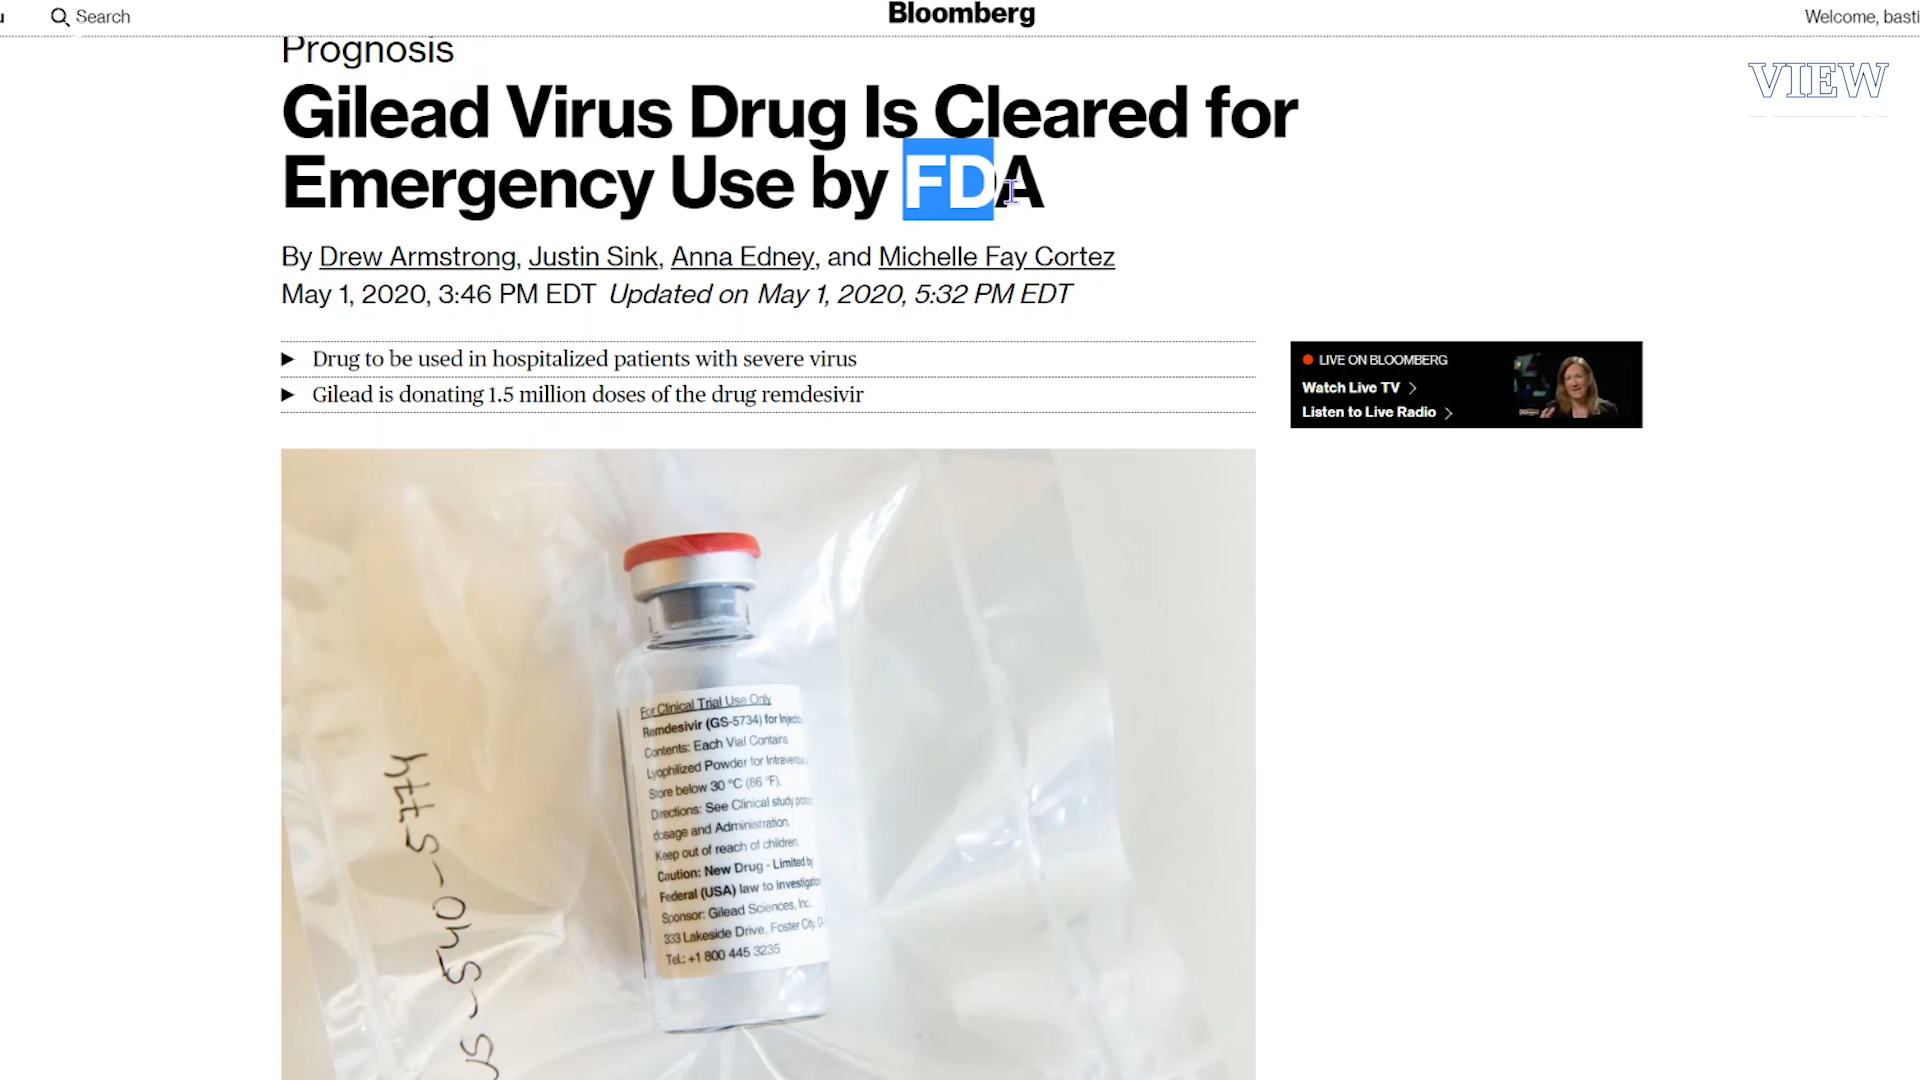 Search
Bloomberg
Welcome, basti
Prognosis
VIEW
Gilead Virus Drug Is Cleared for
Emergency Use by FDA
By Drew Armstrong, Justin Sink, Anna Edney, and Michelle Fay Cortez
May 1, 2020, 3:46 PM EDT Updated on May 1, 2020, 5:32 PM EDT
▶ Drug to be used in hospitalized patients with severe virus
▶ Gilead is donating 1.5 million doses of the drug remdesivir
LIVE ON BLOOMBERG
Watch Live TV >
Listen to Live Radio >
For Clinical Trial Use Only
Remdesivir (GS-5734) for
Contents: Each Vial Contains
Lyophilized Powder for
Store below 30 °C (86 °F).
Directions: See Clinical study
dosage and Administration.
Keep out of reach of children.
Caution: New Drug - Limited by
Federal (USA) law to
Sponsor: Gilead Sciences, Inc.
333 Lakeside Drive, Foster City,
Tel.: +1 800 445 3235